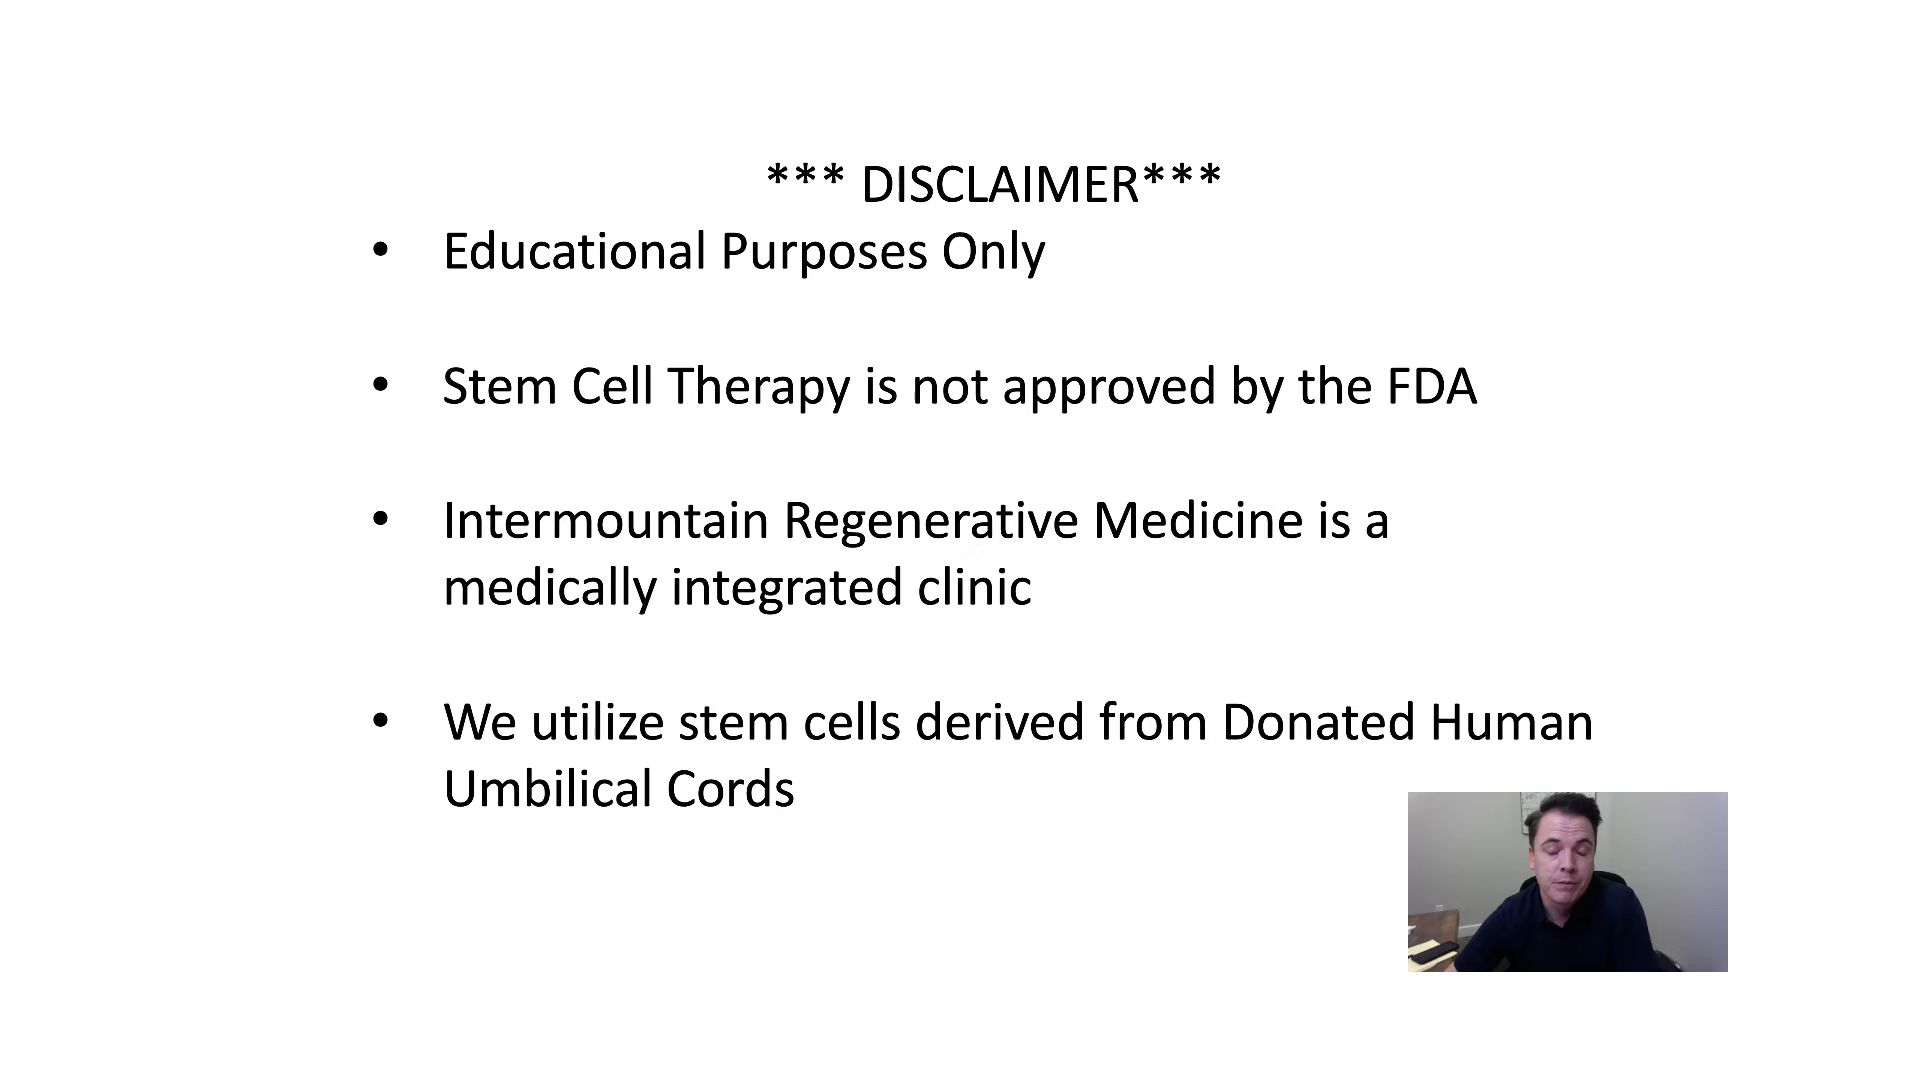 *** DISCLAIMER***
• Educational Purposes Only
• Stem Cell Therapy is not approved by the FDA
• Intermountain Regenerative Medicine is a
medically integrated clinic
• We utilize stem cells derived from Donated Human
Umbilical Cords